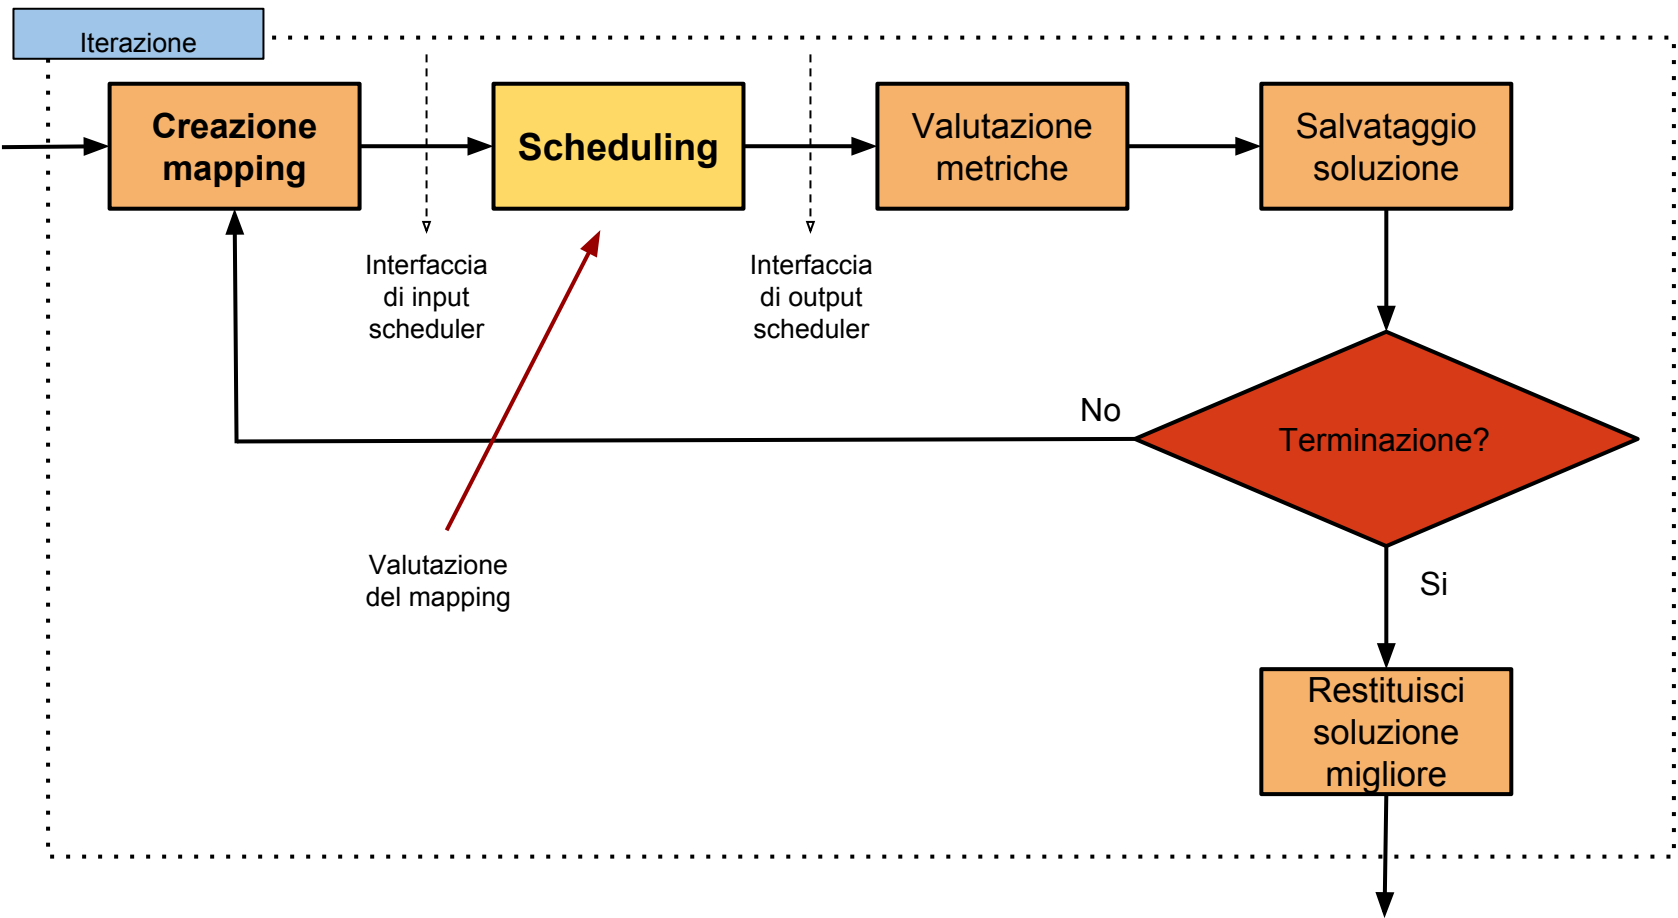 Iterazione
Creazione
mapping
Scheduling
Valutazione
metriche
Salvataggio
soluzione
Interfaccia
di input
scheduler
Interfaccia
di output
scheduler
No
Terminazione?
Valutazione
del mapping
Si
Restituisci
soluzione
migliore